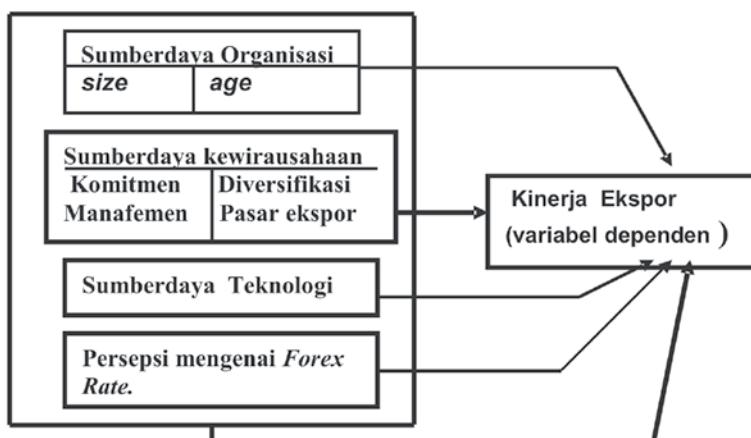 Sumberdaya Organisasi
size age
Sumberdaya kewirausahaan
Komitmen Diversifikasi
Manafemen Pasar ekspor
Sumberdaya Teknologi
Persepsi mengenai Forex
Rate.
Kinerja Ekspor
(variabel dependen )